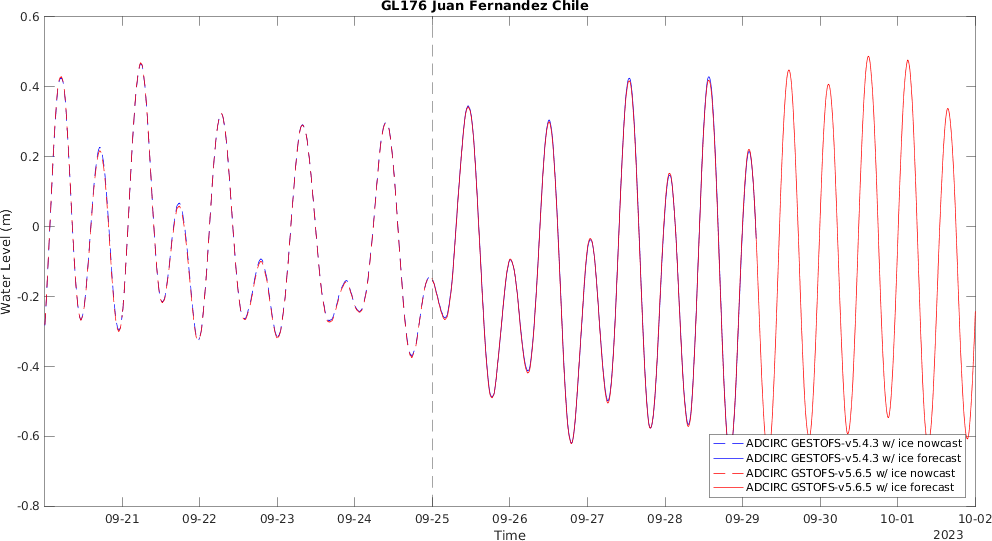 GL176 Juan Fernandez Chile
0.6
0.4
0.2
0
-0.2
-0.4
-0.6
-0.8
Water Level (m)
ADCIRC GESTOFS-v5.4.3 w/ ice nowcast
ADCIRC GESTOFS-v5.4.3 w/ ice forecast
ADCIRC GSTOFS-v5.6.5 w/ ice nowcast
ADCIRC GSTOFS-v5.6.5 w/ ice forecast
09-21 09-22 09-23 09-24 09-25 09-26 09-27 09-28 09-29 09-30 10-01 10-02
Time
2023